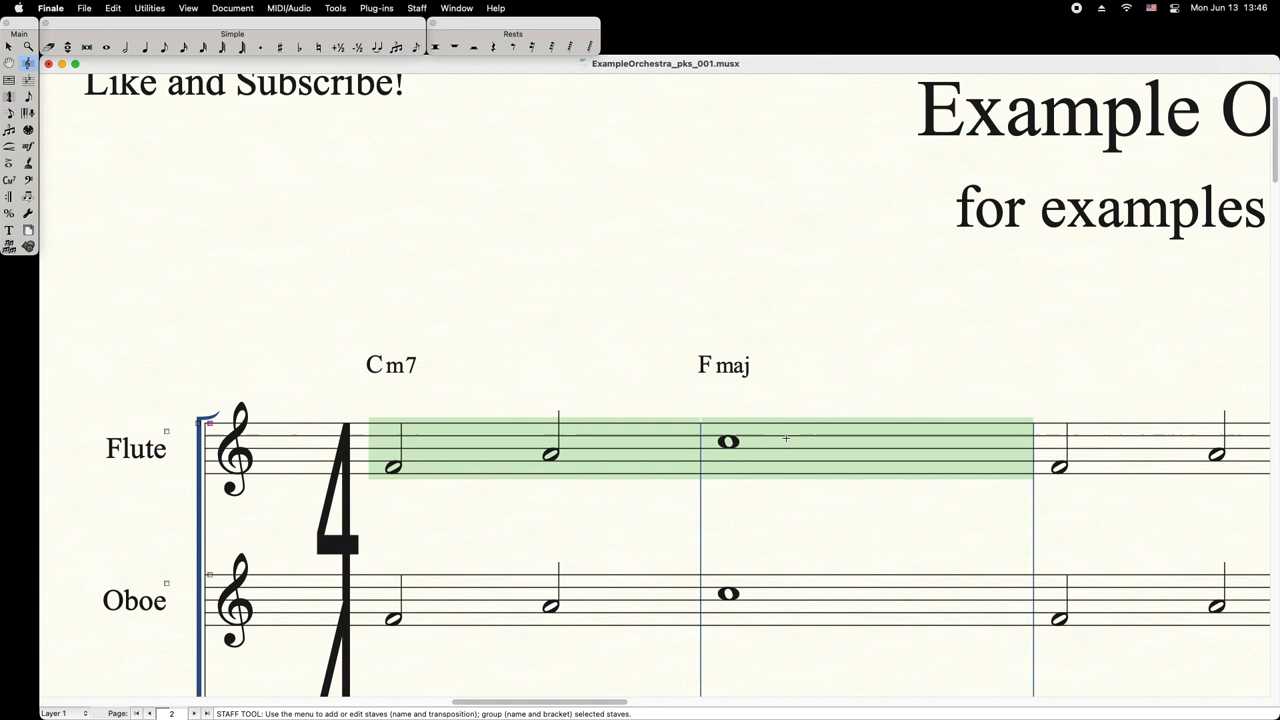 Finale File Edit Utilities View Document MIDI/Audio Tools Plug-ins Staff Window Help Mon Jun 13 13:46
Main Simple Rests
ExampleOrchestra_pks_001.musx
Like and Subscribe!
Example O
for examples
Cm7 Fmaj
Flute
Oboe
Layer 1 Page: 2 STAFF TOOL: Use the menu to add or edit staves (name and transposition); group (name and bracket) selected staves.